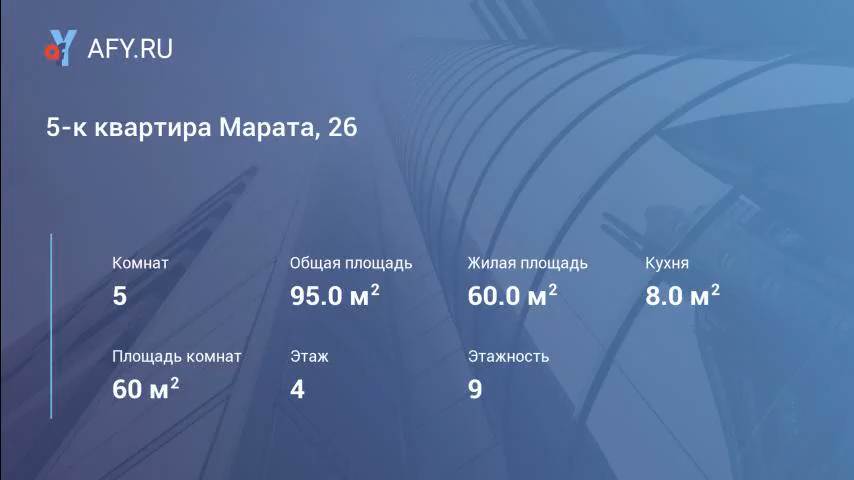 AFY.RU
5-к квартира Марата, 26
Комнат Общая площадь Жилая площадь Кухня
5 95.0 м² 60.0 м² 8.0 м²
Площадь комнат Этаж Этажность
60 м² 4 9